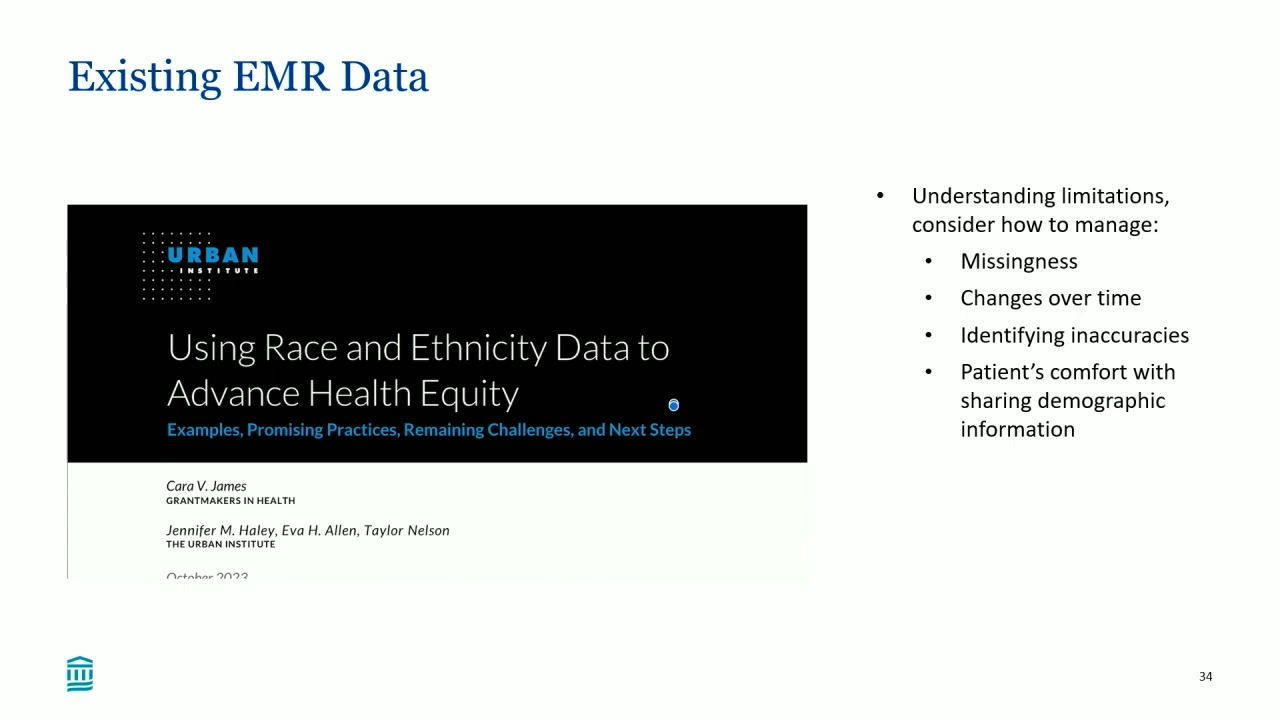 Existing EMR Data
URBAN
INSTITUTE
Using Race and Ethnicity Data to
Advance Health Equity
Examples, Promising Practices, Remaining Challenges, and Next Steps
Cara V. James
GRANTMAKERS IN HEALTH
Jennifer M. Haley, Eva H. Allen, Taylor Nelson
THE URBAN INSTITUTE
October 2023
• Understanding limitations,
consider how to manage:
• Missingness
• Changes over time
• Identifying inaccuracies
• Patient’s comfort with
sharing demographic
information
34